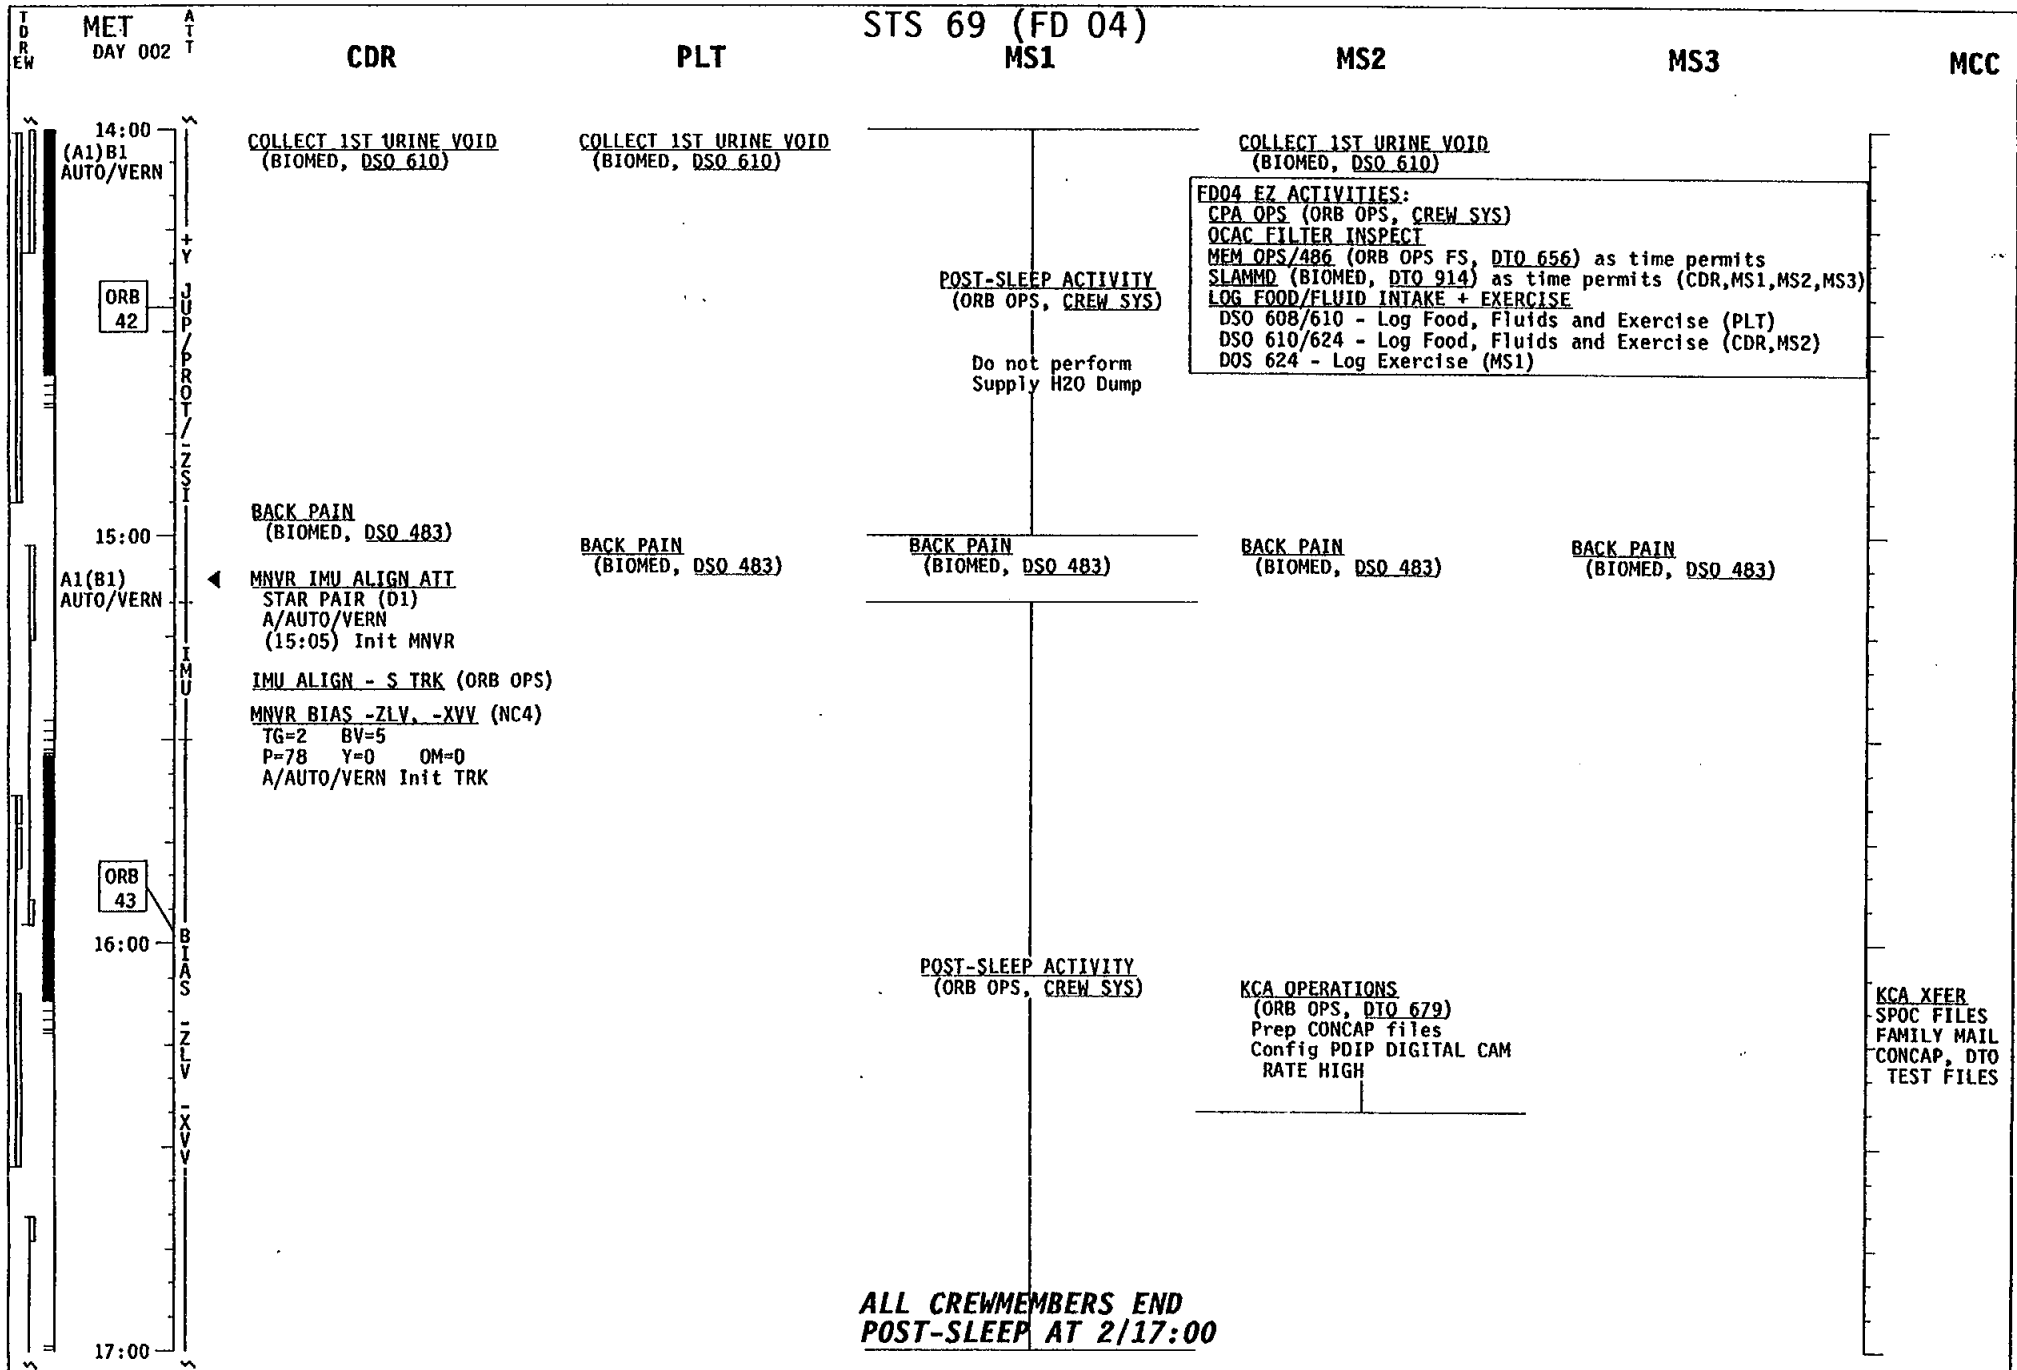 STS 69 (FD 04)
TDRE W
MET
DAY 002
ATT
CDR
PLT
MS1
MS2
MS3
MCC
14:00
(A1)B1
AUTO/VERN
ORB
42
+Y JUP/PROT/-ZSI
COLLECT 1ST URINE VOID
(BIOMED, DSO 610)
COLLECT 1ST URINE VOID
(BIOMED, DSO 610)
POST-SLEEP ACTIVITY
(ORB OPS, CREW SYS)
Do not perform
Supply H2O Dump
COLLECT 1ST URINE VOID
(BIOMED, DSO 610)
FD04 EZ ACTIVITIES:
CPA OPS (ORB OPS, CREW SYS)
OCAC FILTER INSPECT
MEM OPS/486 (ORB OPS FS, DTO 656) as time permits
SLAMMD (BIOMED, DTO 914) as time permits (CDR,MS1,MS2,MS3)
LOG FOOD/FLUID INTAKE + EXERCISE
DSO 608/610 - Log Food, Fluids and Exercise (PLT)
DSO 610/624 - Log Food, Fluids and Exercise (CDR,MS2)
DOS 624 - Log Exercise (MS1)
15:00
A1(B1)
AUTO/VERN
IMU
BACK PAIN
(BIOMED, DSO 483)
MNVR IMU ALIGN ATT
STAR PAIR (D1)
A/AUTO/VERN
(15:05) Init MNVR
IMU ALIGN - S TRK (ORB OPS)
MNVR BIAS -ZLV, -XVV (NC4)
TG=2 BV=5
P=78 Y=0 OM=0
A/AUTO/VERN Init TRK
BACK PAIN
(BIOMED, DSO 483)
BACK PAIN
(BIOMED, DSO 483)
BACK PAIN
(BIOMED, DSO 483)
BACK PAIN
(BIOMED, DSO 483)
ORB
43
16:00
BIAS -ZLV -XVV
POST-SLEEP ACTIVITY
(ORB OPS, CREW SYS)
KCA OPERATIONS
(ORB OPS, DTO 679)
Prep CONCAP files
Config PDIP DIGITAL CAM
RATE HIGH
KCA XFER
SPOC FILES
FAMILY MAIL
CONCAP, DTO
TEST FILES
ALL CREWMEMBERS END
POST-SLEEP AT 2/17:00
17:00